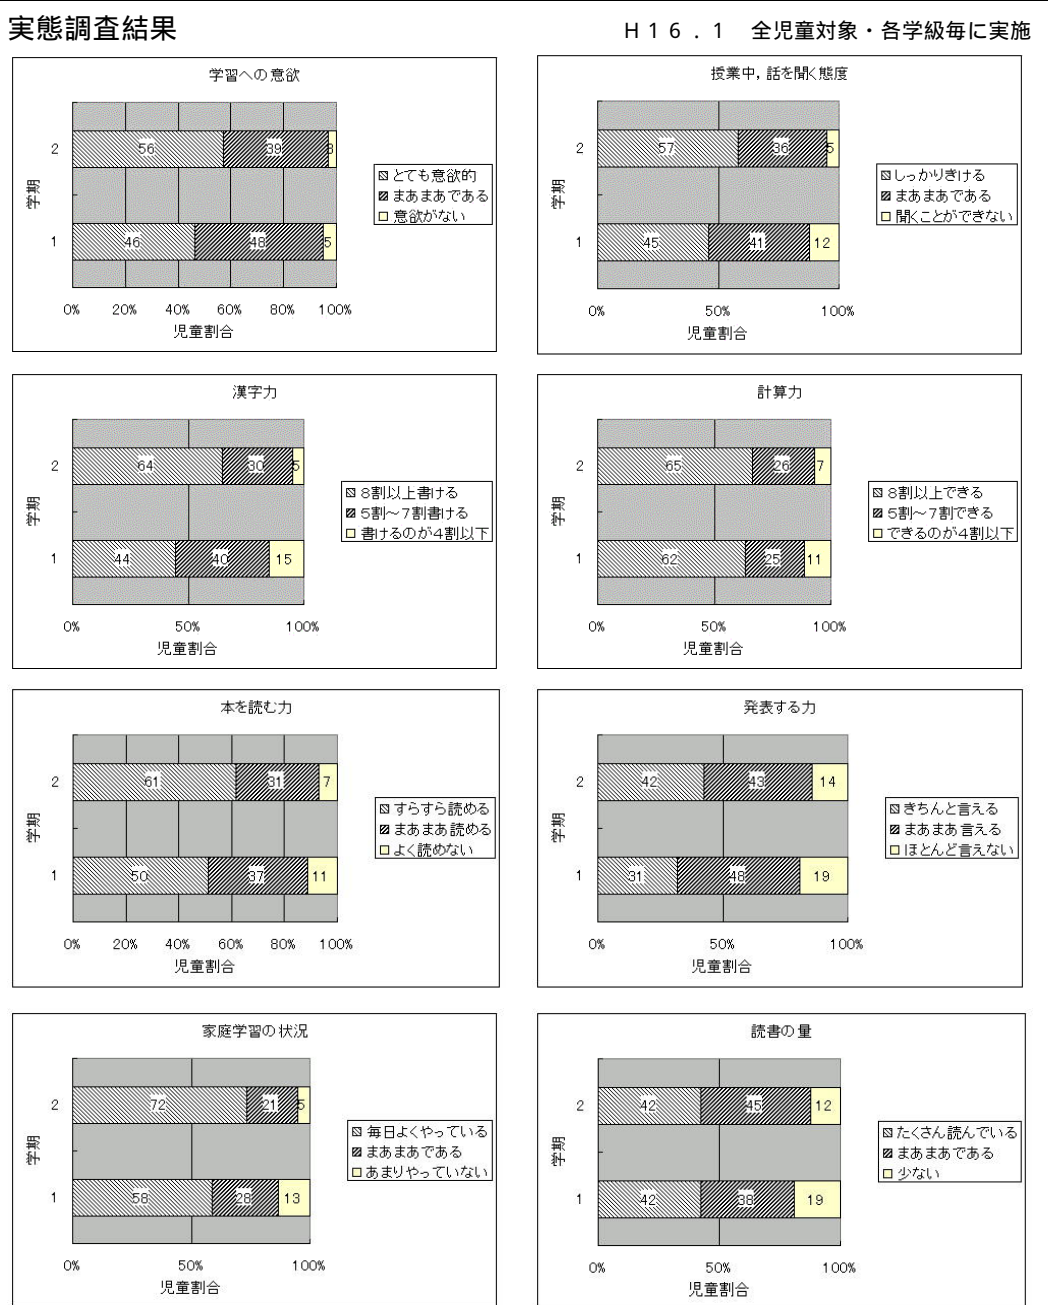 実態調査結果
H16.1 全児童対象・各学級毎に実施
学習への意欲
学期
2
56 39 3
1
46 48 5
0% 20% 40% 60% 80% 100%
児童割合
とても意欲的
まあまあである
意欲がない
授業中，話を聞く態度
学期
2
57 36 5
1
45 41 12
0% 50% 100%
児童割合
しっかりきける
まあまあである
聞くことができない
漢字力
学期
2
64 30 5
1
44 40 15
0% 50% 100%
児童割合
8割以上書ける
5割～7割書ける
書けるのが4割以下
計算力
学期
2
65 26 7
1
62 25 11
0% 50% 100%
児童割合
8割以上できる
5割～7割できる
できるのが4割以下
本を読む力
学期
2
61 31 7
1
50 37 11
0% 20% 40% 60% 80% 100%
児童割合
すらすら読める
まあまあ読める
よく読めない
発表する力
学期
2
42 43 14
1
31 48 19
0% 50% 100%
児童割合
きちんと言える
まあまあ言える
ほとんど言えない
家庭学習の状況
学期
2
72 21 5
1
58 28 13
0% 50% 100%
児童割合
毎日よくやっている
まあまあである
あまりやっていない
読書の量
学期
2
42 45 12
1
42 38 19
0% 50% 100%
児童割合
たくさん読んでいる
まあまあである
少ない